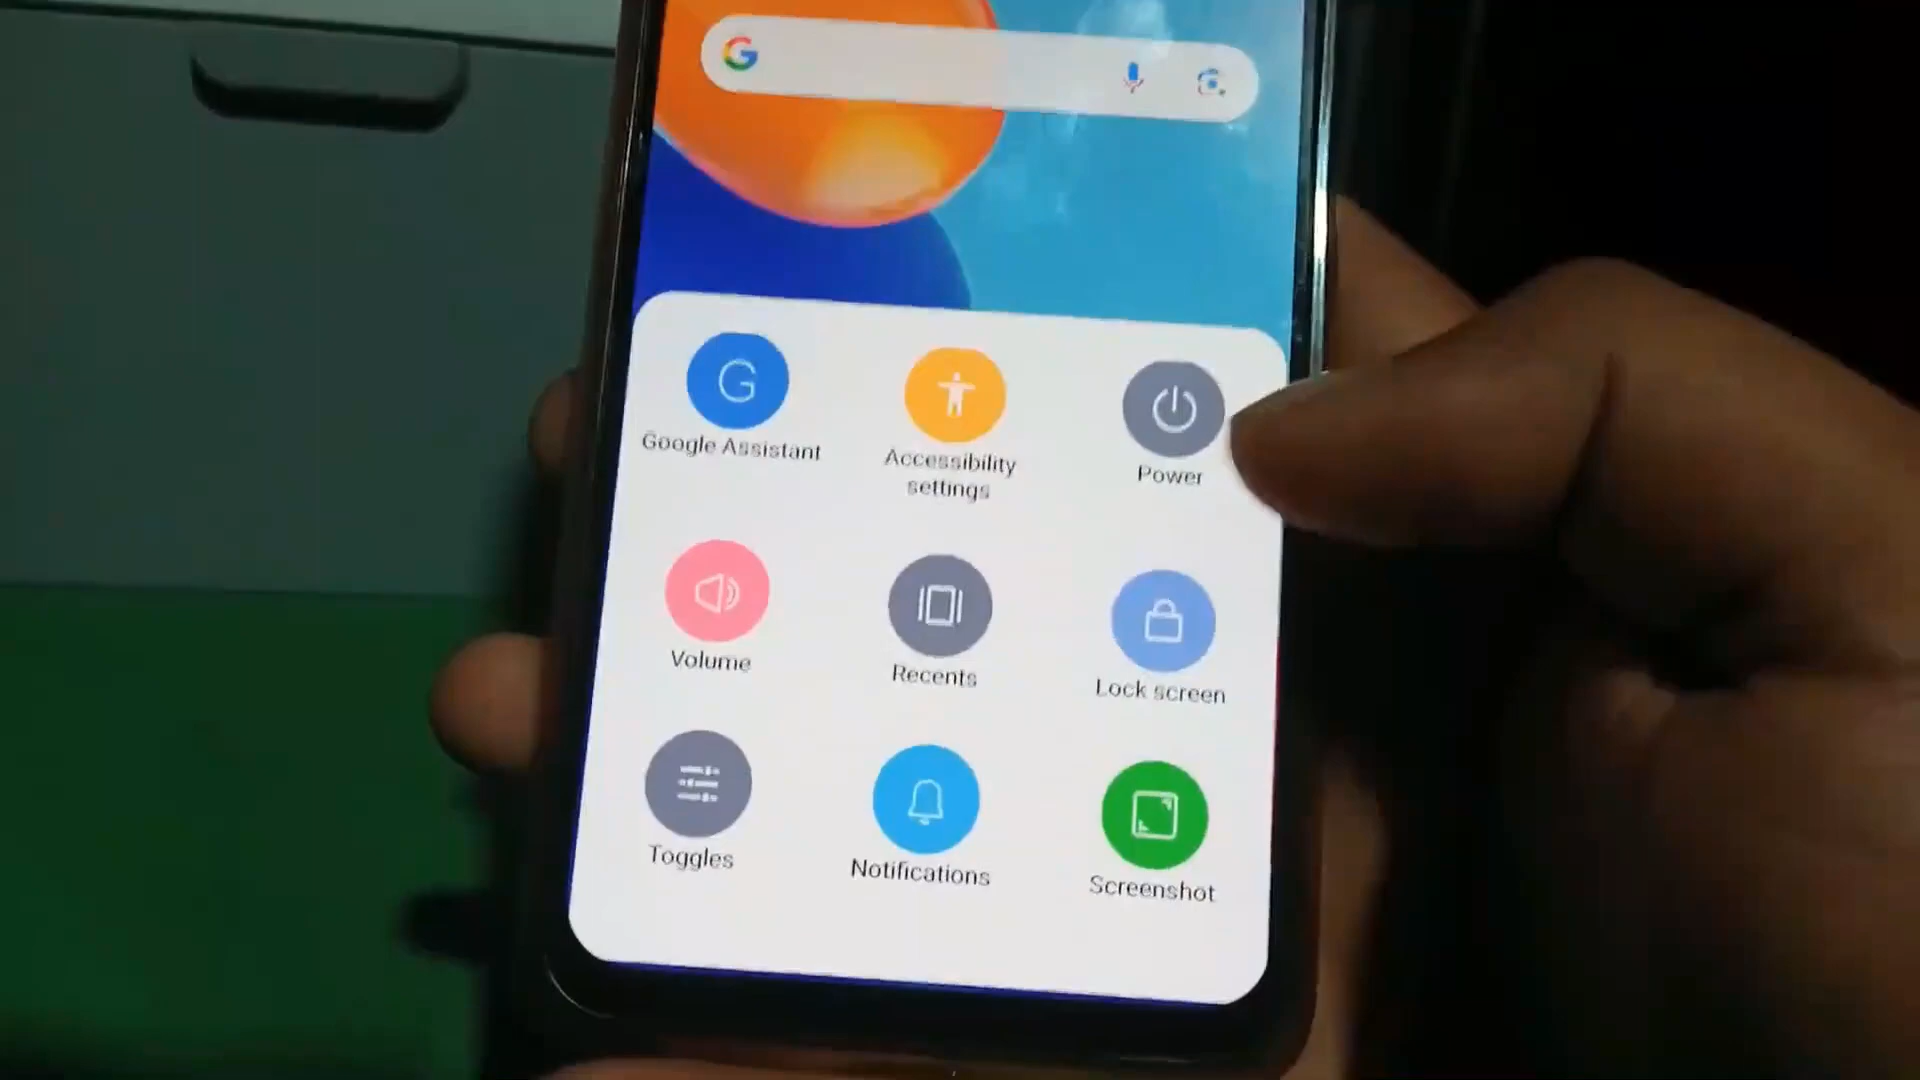 G
G
Google Assistant
Accessibility
settings
Power
Volume
Recents
Lock screen
Toggles
Notifications
Screenshot